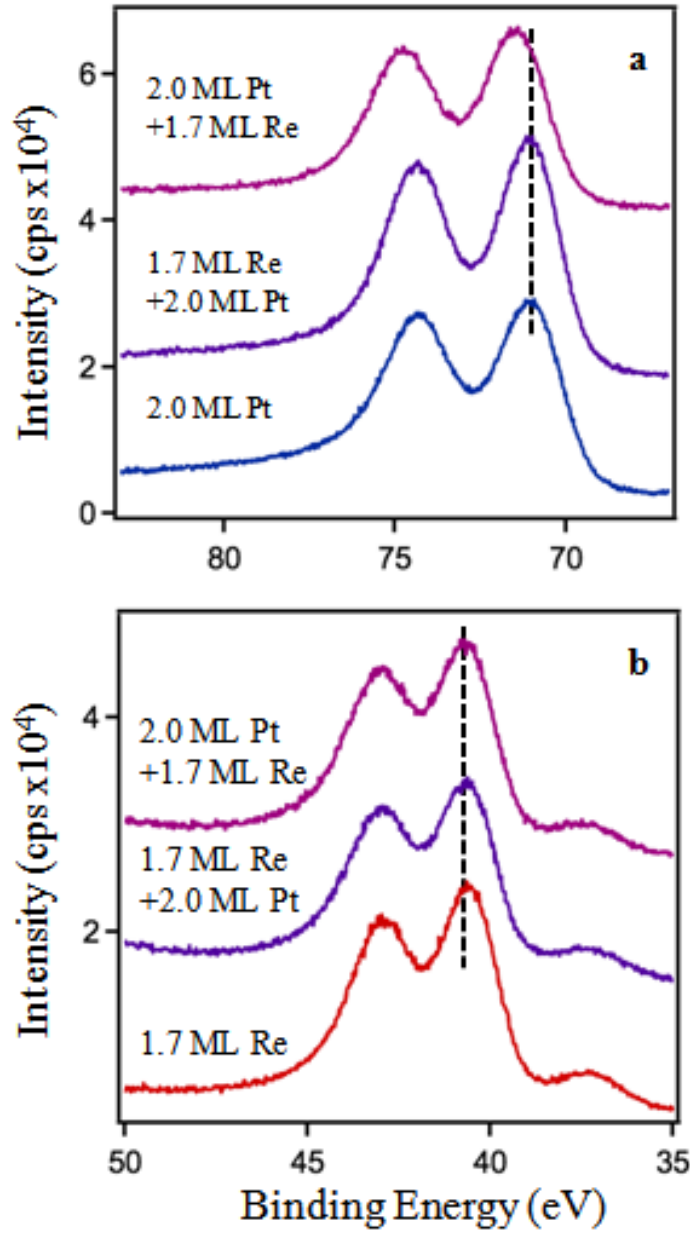 a
6
2.0 ML Pt
+1.7 ML Re
4
1.7 ML Re
+2.0 ML Pt
2
2.0 ML Pt
0
80
75
70
Intensity (cps x10⁴)
b
4
2.0 ML Pt
+1.7 ML Re
1.7 ML Re
+2.0 ML Pt
2
1.7 ML Re
50
45
40
35
Intensity (cps x10⁴)
Binding Energy (eV)